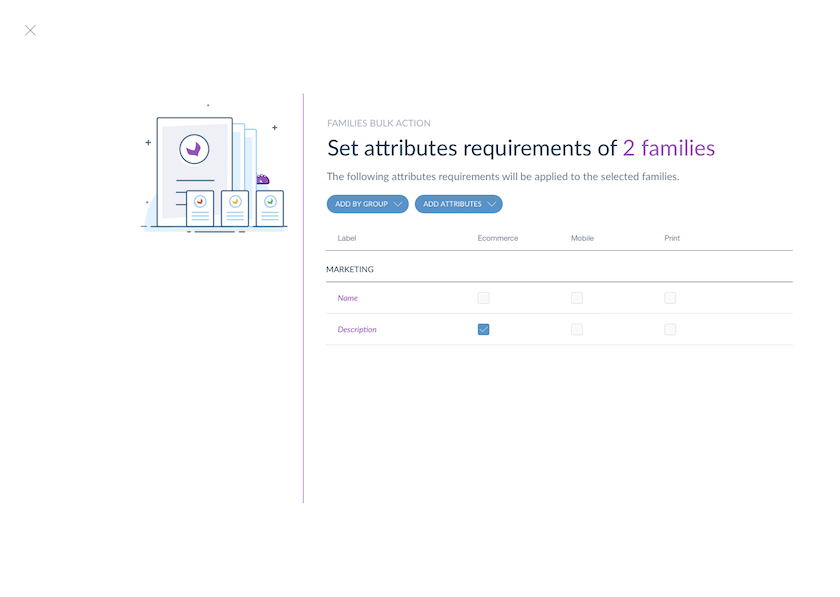 FAMILIES BULK ACTION
Set attributes requirements of 2 families
The following attributes requirements will be applied to the selected families.
ADD BY GROUP ADD ATTRIBUTES
Label Ecommerce Mobile Print
MARKETING
Name
Description